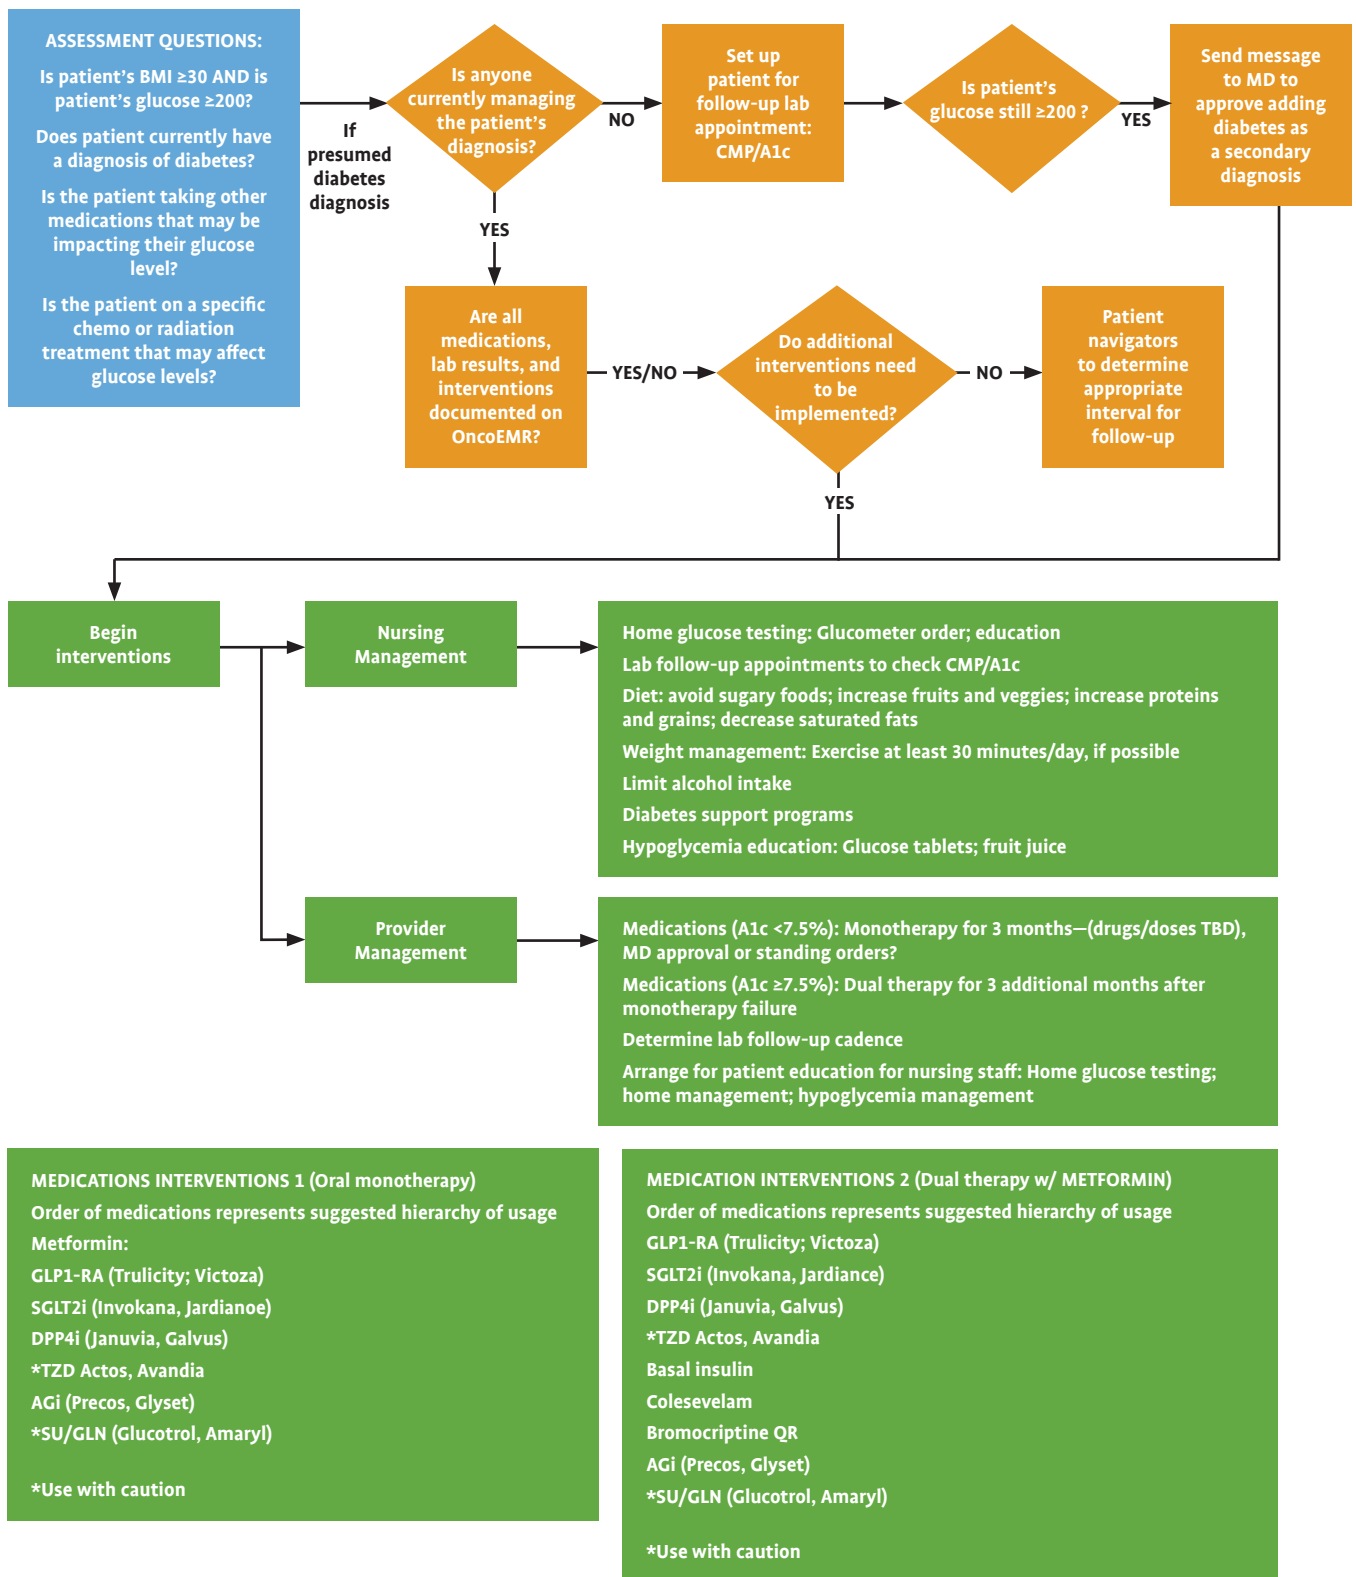 ASSESSMENT QUESTIONS:
Is patient's BMI ≥30 AND is
patient's glucose ≥200?
Does patient currently have
a diagnosis of diabetes?
Is the patient taking other
medications that may be
impacting their glucose
level?
Is the patient on a specific
chemo or radiation
treatment that may affect
glucose levels?
If
presumed
diabetes
diagnosis
Is anyone
currently managing
the patient's
diagnosis?
NO
Set up
patient for
follow-up lab
appointment:
CMP/A1c
Is patient's
glucose still ≥200 ?
YES
Send message
to MD to
approve adding
diabetes as
a secondary
diagnosis
YES
Are all
medications,
lab results, and
interventions
documented on
OncoEMR?
YES/NO
Do additional
interventions need
to be
implemented?
NO
Patient
navigators
to determine
appropriate
interval for
follow-up
YES
Begin
interventions
Nursing
Management
Home glucose testing: Glucometer order; education
Lab follow-up appointments to check CMP/A1c
Diet: avoid sugary foods; increase fruits and veggies; increase proteins
and grains; decrease saturated fats
Weight management: Exercise at least 30 minutes/day, if possible
Limit alcohol intake
Diabetes support programs
Hypoglycemia education: Glucose tablets; fruit juice
Provider
Management
Medications (A1c <7.5%): Monotherapy for 3 months—(drugs/doses TBD),
MD approval or standing orders?
Medications (A1c ≥7.5%): Dual therapy for 3 additional months after
monotherapy failure
Determine lab follow-up cadence
Arrange for patient education for nursing staff: Home glucose testing;
home management; hypoglycemia management
MEDICATIONS INTERVENTIONS 1 (Oral monotherapy)
Order of medications represents suggested hierarchy of usage
Metformin:
GLP1-RA (Trulicity; Victoza)
SGLT2i (Invokana, Jardianoe)
DPP4i (Januvia, Galvus)
*TZD Actos, Avandia
AGi (Precos, Glyset)
*SU/GLN (Glucotrol, Amaryl)
*Use with caution
MEDICATION INTERVENTIONS 2 (Dual therapy w/ METFORMIN)
Order of medications represents suggested hierarchy of usage
GLP1-RA (Trulicity; Victoza)
SGLT2i (Invokana, Jardiance)
DPP4i (Januvia, Galvus)
*TZD Actos, Avandia
Basal insulin
Colesevelam
Bromocriptine QR
AGi (Precos, Glyset)
*SU/GLN (Glucotrol, Amaryl)
*Use with caution